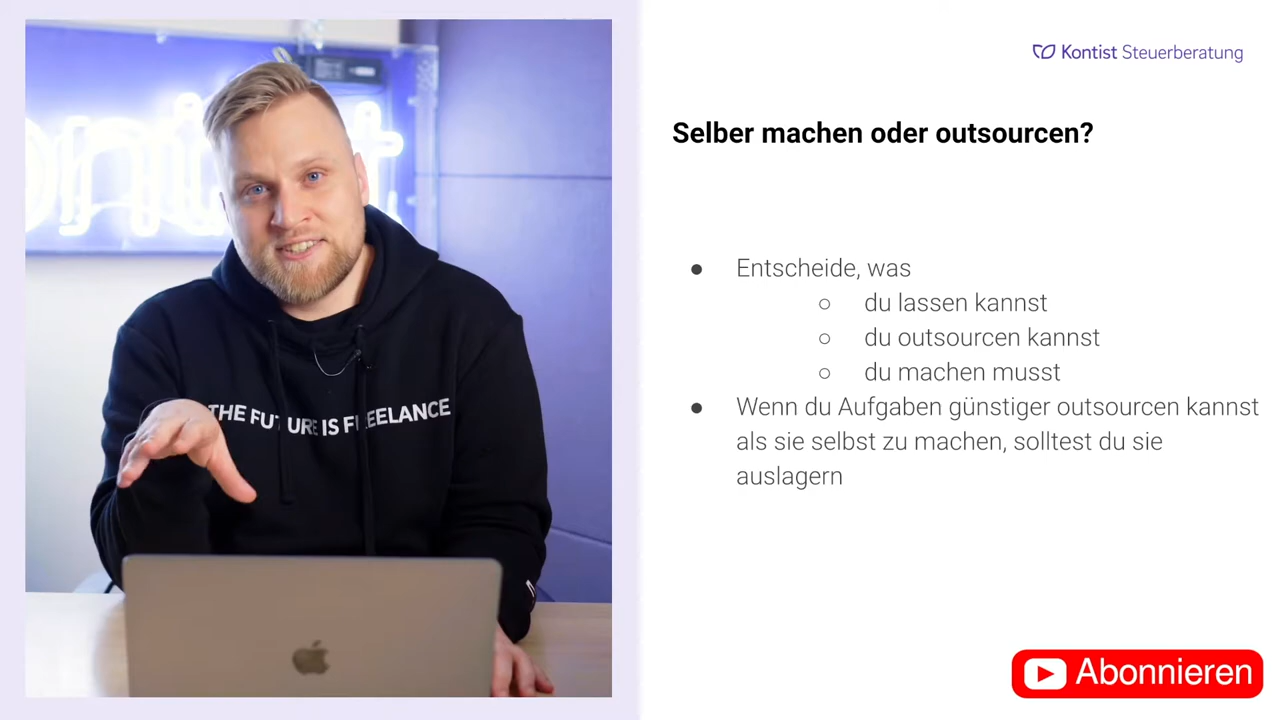 Kontist Steuerberatung
Selber machen oder outsourcen?
● Entscheide, was
○ du lassen kannst
○ du outsourcen kannst
○ du machen musst
● Wenn du Aufgaben günstiger outsourcen kannst
als sie selbst zu machen, solltest du sie
auslagern
THE FUTURE IS FREELANCE
Abonnieren